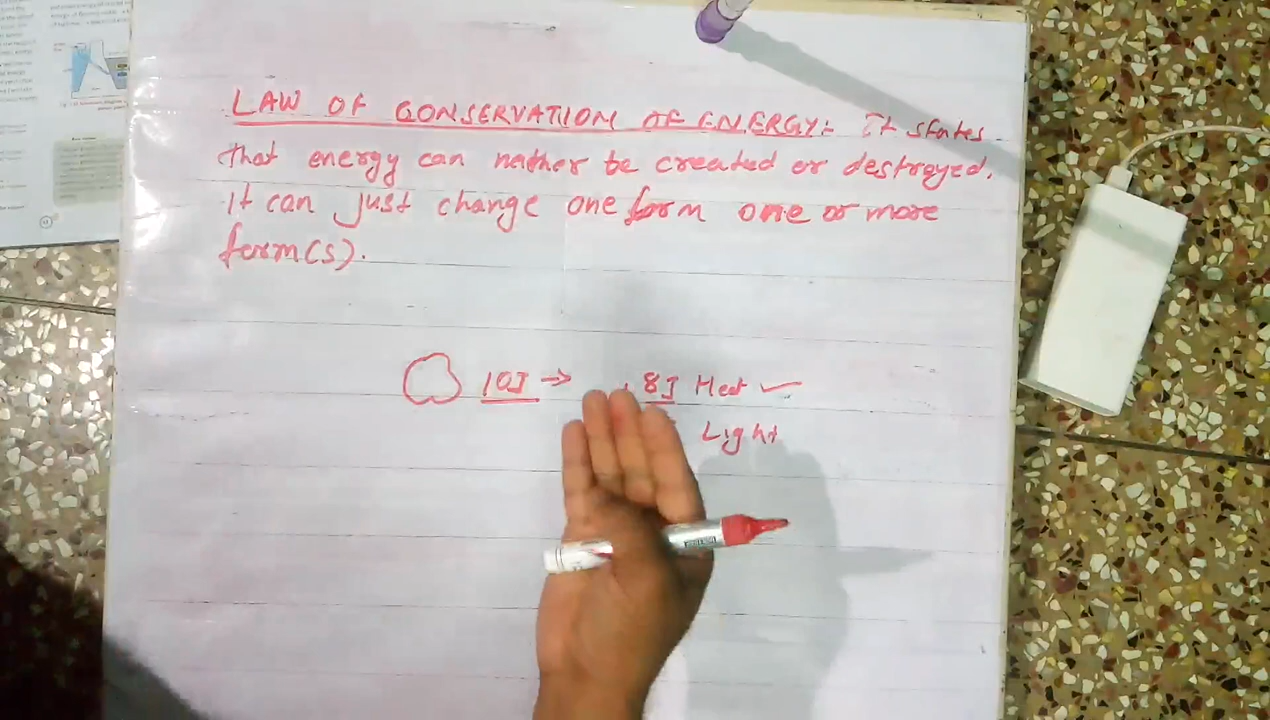 LAW OF CONSERVATION OF ENERGY:- It states
that energy can neither be created or destroyed.
It can just change one form one or more
form(s).
10J → 8J Heat
Light